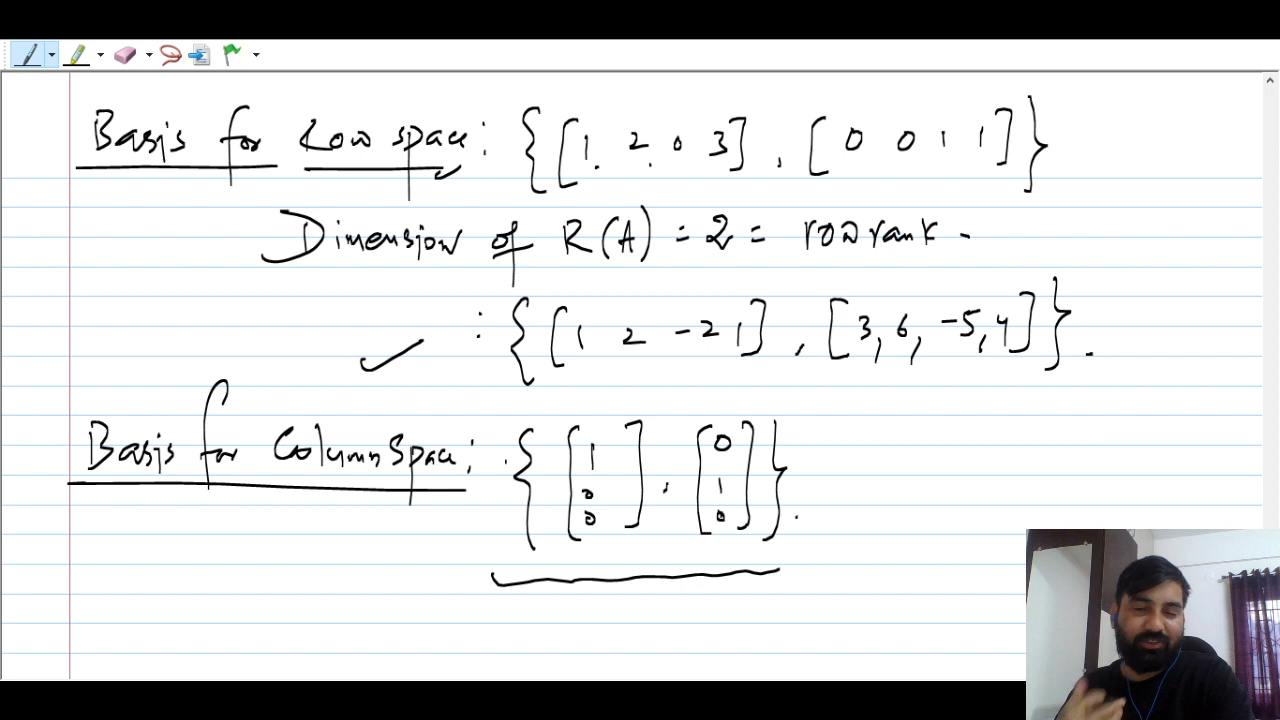 Basis for Row space : { [1 2 0 3] , [0 0 1 1] }
Dimension of R(A) = 2 = row rank .
: { [1 2 -2 1] , [3, 6, -5, 4] } .
Basis for Column Space : { [1 0 0] , [0 1 0] } .